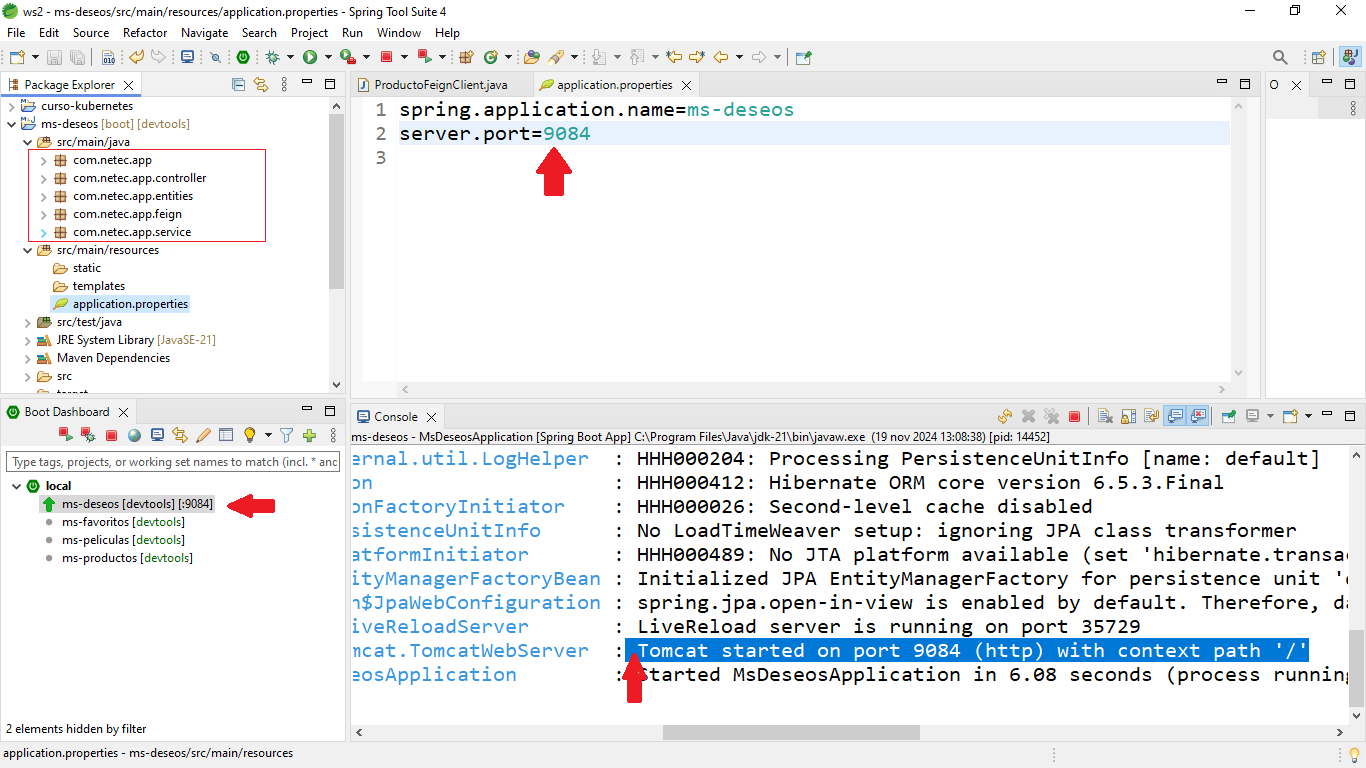 ws2 - ms-deseos/src/main/resources/application.properties - Spring Tool Suite 4
File Edit Source Refactor Navigate Search Project Run Window Help
Package Explorer
curso-kubernetes
ms-deseos [boot] [devtools]
src/main/java
com.netec.app
com.netec.app.controller
com.netec.app.entities
com.netec.app.feign
com.netec.app.service
src/main/resources
static
templates
application.properties
src/test/java
JRE System Library [JavaSE-21]
Maven Dependencies
src
target
ProductoFeignClient.java application.properties
1 spring.application.name=ms-deseos
2 server.port=9084
3
O
Boot Dashboard
Type tags, projects, or working set names to match (incl. * and
local
ms-deseos [devtools] [:9084]
ms-favoritos [devtools]
ms-peliculas [devtools]
ms-productos [devtools]
2 elements hidden by filter
Console
ms-deseos - MsDeseosApplication [Spring Boot App] C:\Program Files\Java\jdk-21\bin\javaw.exe (19 nov 2024 13:08:38) [pid: 14452]
ernal.util.LogHelper : HHH000204: Processing PersistenceUnitInfo [name: default]
on : HHH000412: Hibernate ORM core version 6.5.3.Final
onFactoryInitiator : HHH000026: Second-level cache disabled
sistenceUnitInfo : No LoadTimeWeaver setup: ignoring JPA class transformer
atformInitiator : HHH000489: No JTA platform available (set 'hibernate.transac
ityManagerFactoryBean : Initialized JPA EntityManagerFactory for persistence unit 'd
n$JpaWebConfiguration : spring.jpa.open-in-view is enabled by default. Therefore, da
iveReloadServer : LiveReload server is running on port 35729
mcat.TomcatWebServer : Tomcat started on port 9084 (http) with context path '/'
eosApplication : Started MsDeseosApplication in 6.08 seconds (process running
application.properties - ms-deseos/src/main/resources